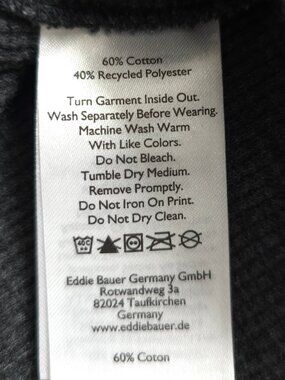 60% Cotton
40% Recycled Polyester
Turn Garment Inside Out.
Wash Separately Before Wearing.
Machine Wash Warm
With Like Colors.
Do Not Bleach.
Tumble Dry Medium.
Remove Promptly.
Do Not Iron On Print.
Do Not Dry Clean.
40C
Eddie Bauer Germany GmbH
Rotwandweg 3a
82024 Taufkirchen
Germany
www.eddiebauer.de
60% Coton